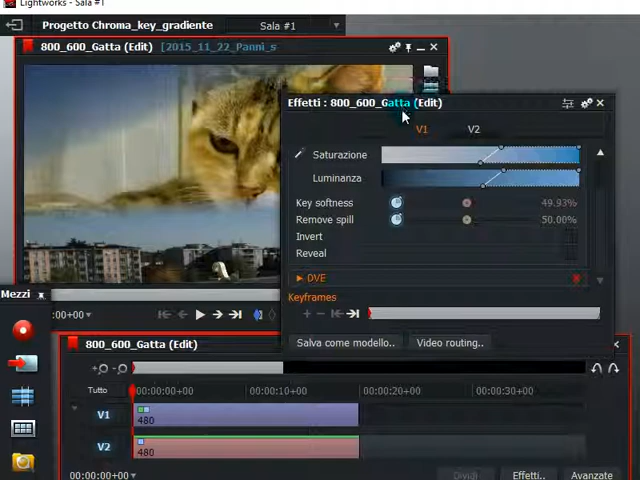 Lightworks - Sala #1
Progetto Chroma_key_gradiente
Sala #1
800_600_Gatta (Edit)
[2015_11_22_Panni_s
Effetti : 800_600_Gatta (Edit)
V1
V2
Saturazione
Luminanza
Key softness
49.93%
Remove spill
50.00%
Invert
Reveal
DVE
Keyframes
Mezzi
:00+00
Salva come modello..
Video routing..
800_600_Gatta (Edit)
Tutto
00:00:00+00
00:00:10+00
00:00:20+00
00:00:30+00
V1
480
V2
480
00:00:00+00
Dividi
Effetti..
Avanzate